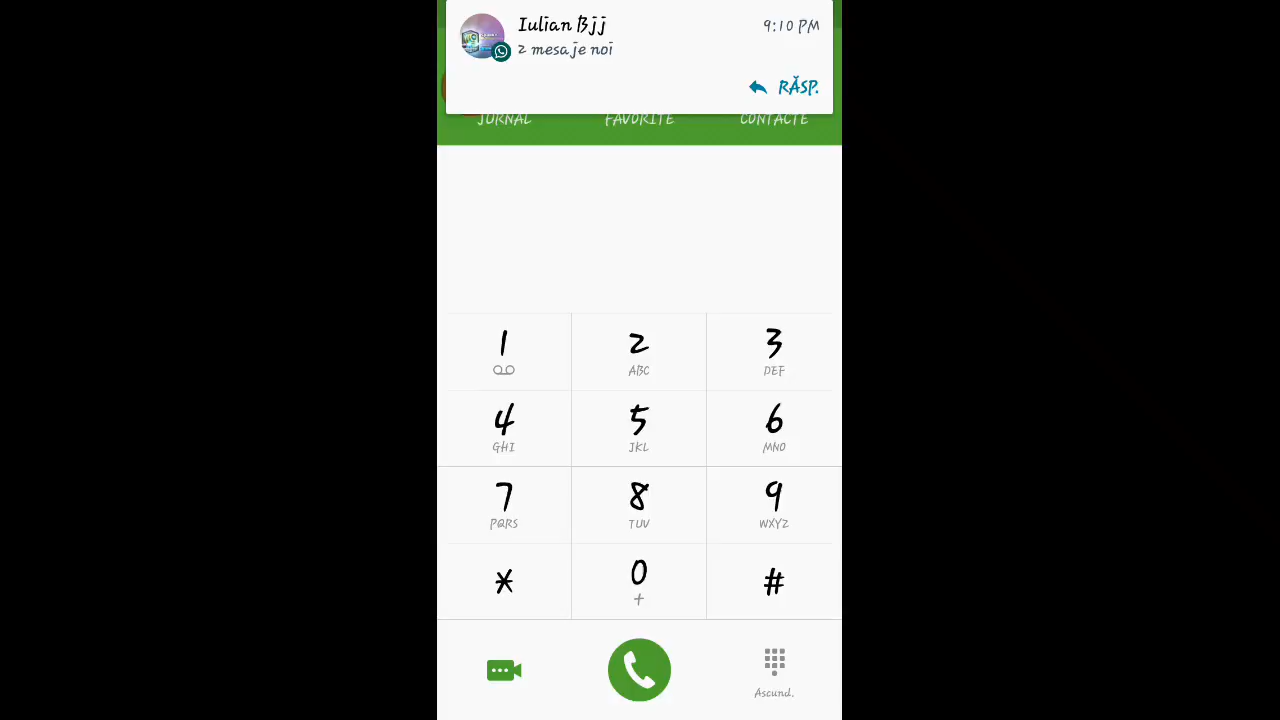 Iulian Bjj
9:10 PM
2 mesaje noi
RĂSP.
JURNAL FAVORITE CONTACTE
1 2 3
ABC DEF
4 5 6
GHI JKL MNO
7 8 9
PQRS TUV WXYZ
* 0 #
+
Ascund.